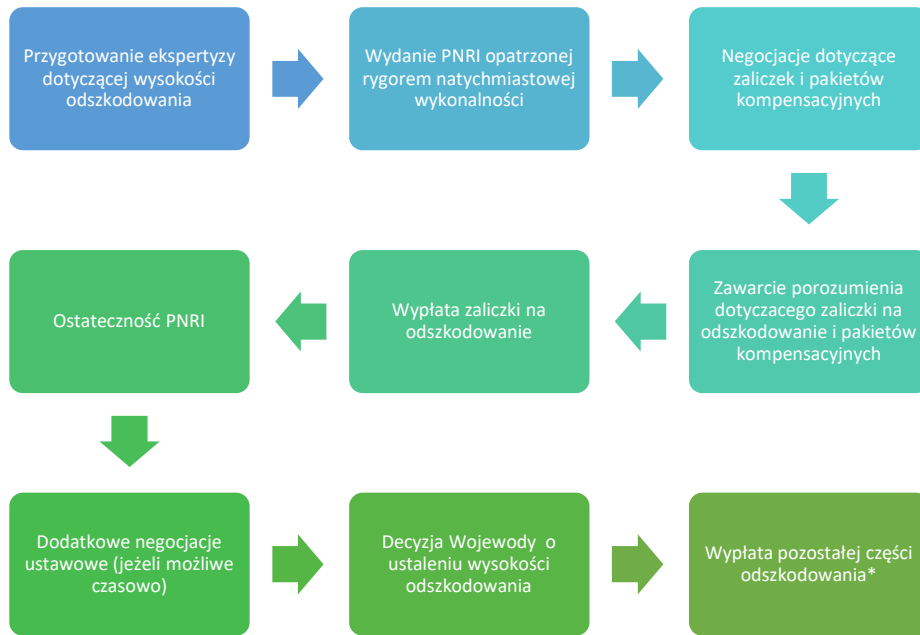 Przygotowanie ekspertyzy
dotyczącej wysokości
odszkodowania
Wydanie PNRI opatrzonej
rygorem natychmiastowej
wykonalności
Negocjacje dotyczące
zaliczek i pakietów
kompensacyjnych
Zawarcie porozumienia
dotyczacego zaliczki na
odszkodowanie i pakietów
kompensacyjnych
Wypłata zaliczki na
odszkodowanie
Ostateczność PNRI
Dodatkowe negocjacje
ustawowe (jeżeli możliwe
czasowo)
Decyzja Wojewody o
ustaleniu wysokości
odszkodowania
Wypłata pozostałej części
odszkodowania*